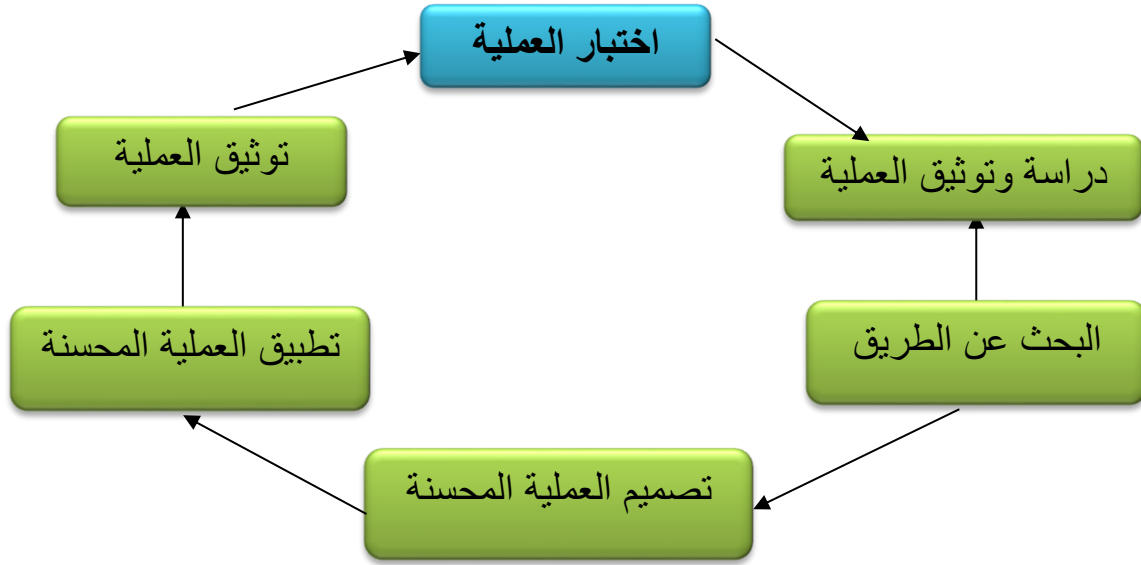 اختبار العملية
دراسة وتوثيق العملية
البحث عن الطريق
تصميم العملية المحسنة
تطبيق العملية المحسنة
توثيق العملية